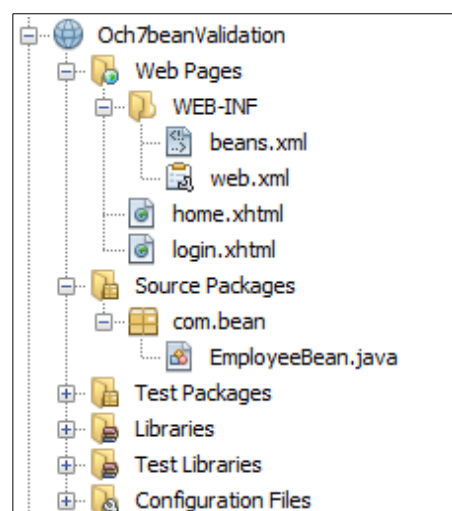 Och7beanValidation
Web Pages
WEB-INF
beans.xml
web.xml
home.xhtml
login.xhtml
Source Packages
com.bean
EmployeeBean.java
Test Packages
Libraries
Test Libraries
Configuration Files